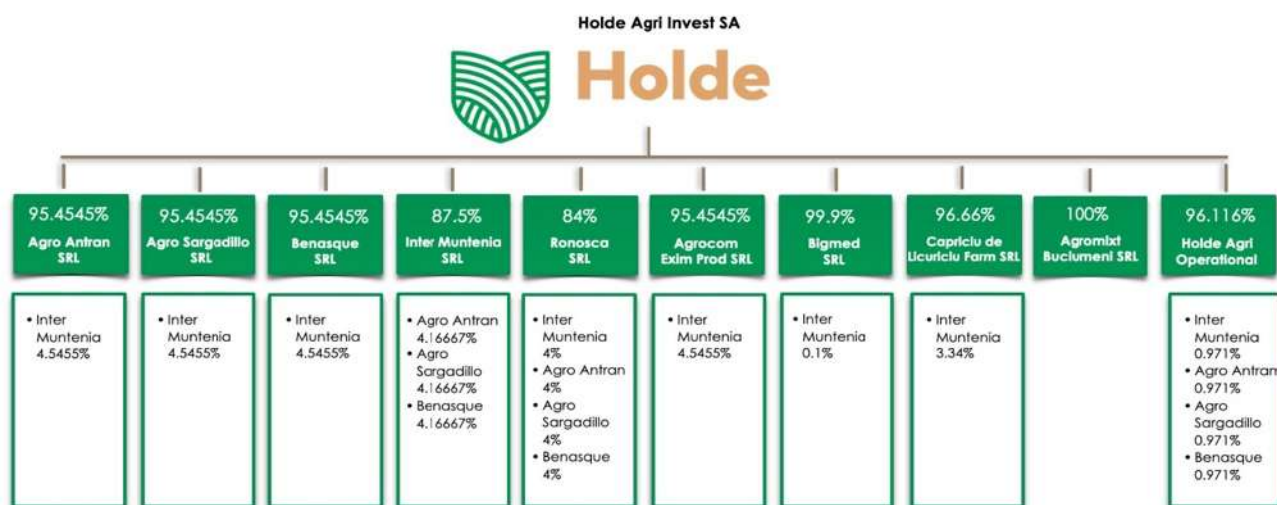 Holde Agri Invest SA
Holde
95.4545%
Agro Antran
SRL
95.4545%
Agro Sargadillo
SRL
95.4545%
Benasque
SRL
87.5%
Inter Muntenia
SRL
84%
Ronosca
SRL
95.4545%
Agrocom
Exim Prod SRL
99.9%
Bigmed
SRL
96.66%
Capriciu de
Licuriciu Farm SRL
100%
Agromixt
Buciumeni SRL
96.116%
Holde Agri
Operational
• Inter
Muntenia
4.5455%
• Inter
Muntenia
4.5455%
• Inter
Muntenia
4.5455%
• Agro Antran
4.16667%
• Agro
Sargadillo
4.16667%
• Benasque
4.16667%
• Inter
Muntenia
4%
• Agro Antran
4%
• Agro
Sargadillo
4%
• Benasque
4%
• Inter
Muntenia
4.5455%
• Inter
Muntenia
0.1%
• Inter
Muntenia
3.34%
• Inter
Muntenia
0.971%
• Agro Antran
0.971%
• Agro
Sargadillo
0.971%
• Benasque
0.971%